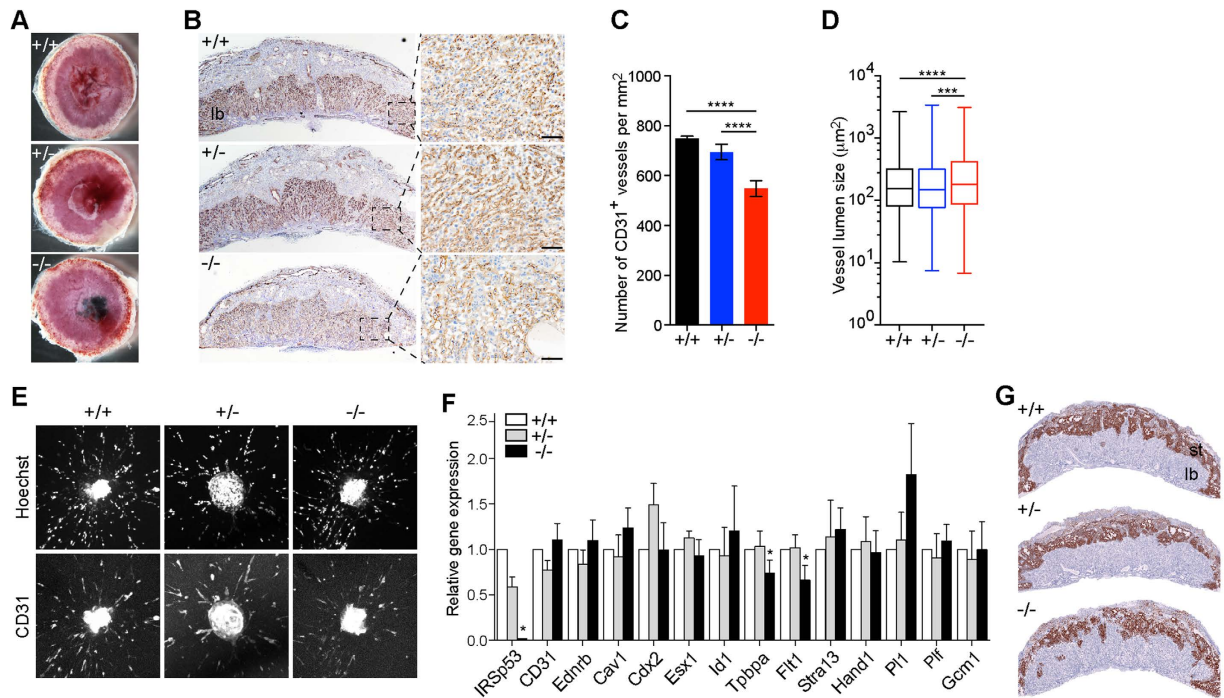 A
+/+
+/-
-/-
B
+/+
lb
+/-
-/-
C
Number of CD31+ vessels per mm2
1000
800
600
400
200
0
****
****
+/+ +/- -/-
D
Vessel lumen size (μm2)
10^4
10^3
10^2
10^1
10^0
****
***
+/+ +/- -/-
E
+/+ +/- -/-
Hoechst
CD31
F
Relative gene expression
2.5
2.0
1.5
1.0
0.5
0.0
+/+
+/-
-/-
*
*
*
IRSp53
CD31
Ednrb
Cav1
Cdx2
Esx1
Id1
Tpbpa
Flt1
Stra13
Hand1
Pl1
Plf
Gcm1
G
+/+
st
lb
+/-
-/-